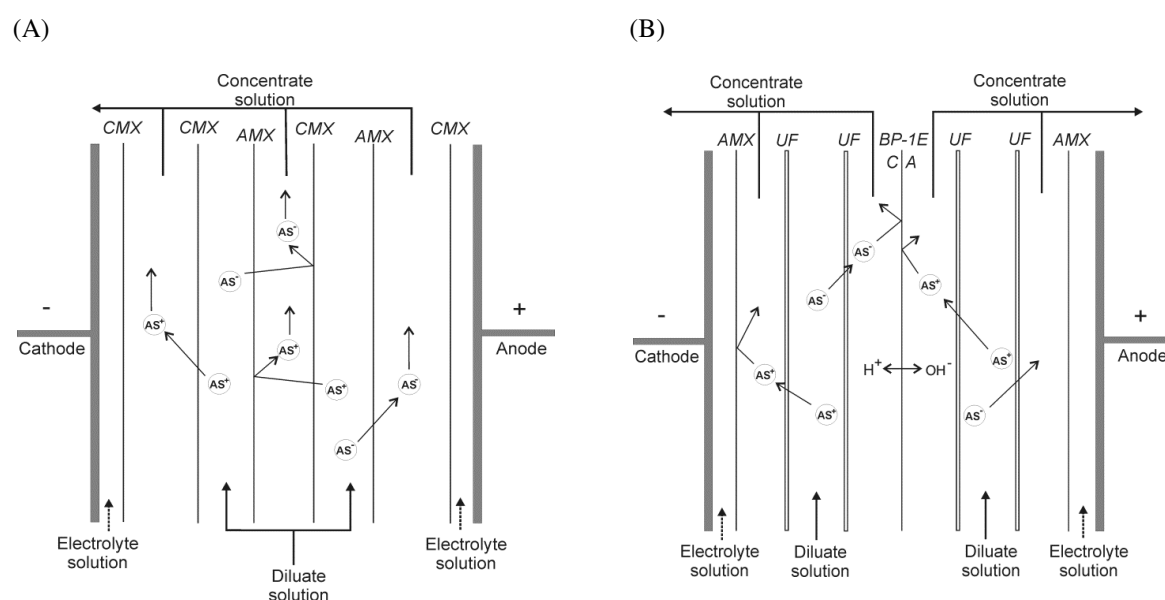 (A)
Concentrate
solution
CMX
CMX
AMX
CMX
AMX
CMX
AS⁻
AS⁻
AS⁺
AS⁺
AS⁺
AS⁺
AS⁻
AS⁻
-
Cathode
+
Anode
Electrolyte
solution
Electrolyte
solution
Diluate
solution
(B)
Concentrate
solution
Concentrate
solution
AMX
UF
UF
BP-1E
C A
UF
UF
AMX
AS⁻
AS⁻
AS⁺
AS⁺
AS⁺
AS⁺
AS⁻
H⁺ OH⁻
-
Cathode
+
Anode
Electrolyte
solution
Diluate
solution
Diluate
solution
Electrolyte
solution